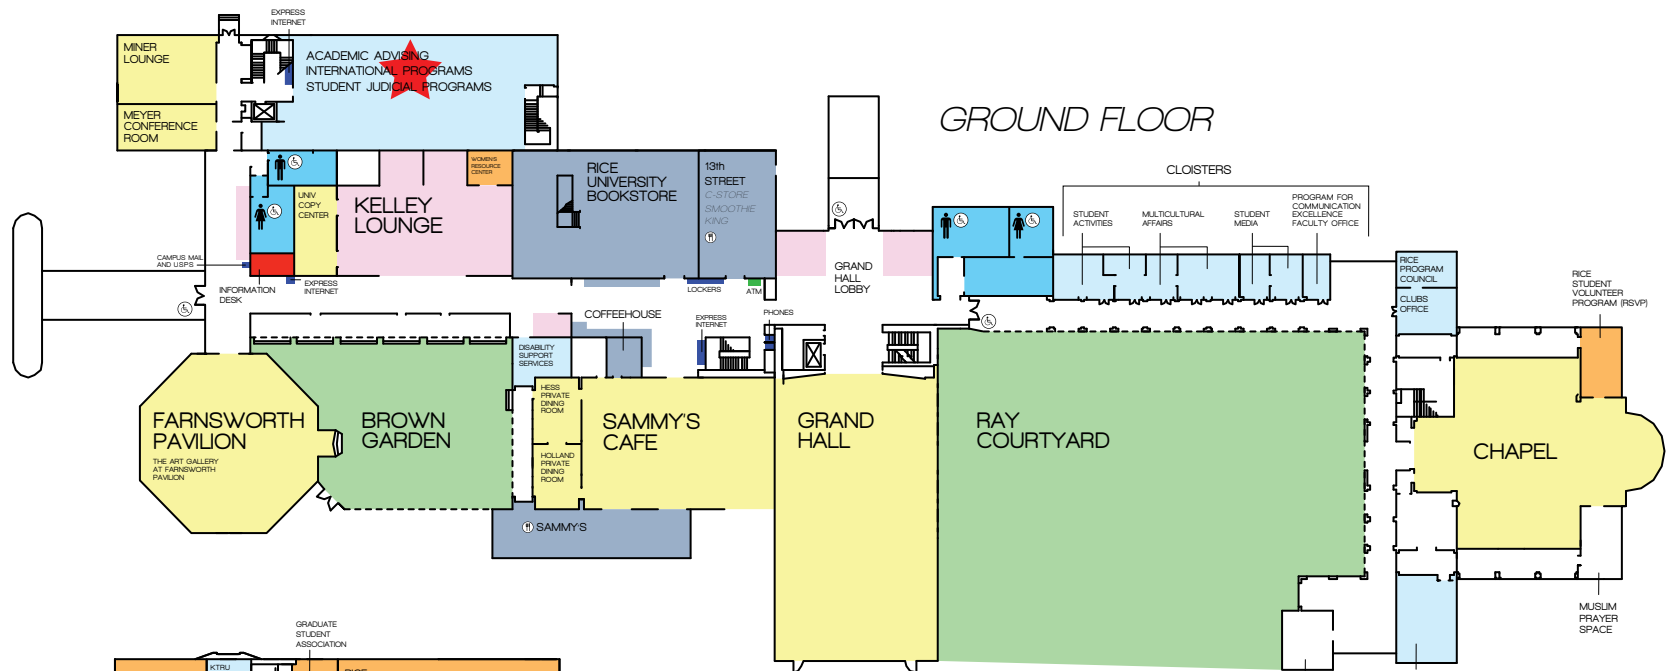 EXPRESS
INTERNET
MINER
LOUNGE
ACADEMIC ADVISING
INTERNATIONAL PROGRAMS
STUDENT JUDICIAL PROGRAMS
MEYER
CONFERENCE
ROOM
GROUND FLOOR
WOMEN'S
RESOURCE
CENTER
UNIV
COPY
CENTER
KELLEY
LOUNGE
RICE
UNIVERSITY
BOOKSTORE
13th
STREET
C-STORE
SMOOTHIE
KING
CLOISTERS
STUDENT
ACTIVITIES
MULTICULTURAL
AFFAIRS
STUDENT
MEDIA
PROGRAM FOR
COMMUNICATION
EXCELLENCE
FACULTY OFFICE
CAMPUS MAIL
AND USPS
INFORMATION
DESK
EXPRESS
INTERNET
LOCKERS
ATM
GRAND
HALL
LOBBY
RICE
PROGRAM
COUNCIL
CLUBS
OFFICE
RICE
STUDENT
VOLUNTEER
PROGRAM (RSVP)
COFFEEHOUSE
EXPRESS
INTERNET
PHONES
DISABILITY
SUPPORT
SERVICES
FARNSWORTH
PAVILION
THE ART GALLERY
AT FARNSWORTH
PAVILION
BROWN
GARDEN
HESS
PRIVATE
DINING
ROOM
HOLLAND
PRIVATE
DINING
ROOM
SAMMY'S
CAFE
GRAND
HALL
RAY
COURTYARD
CHAPEL
SAMMY'S
MUSLIM
PRAYER
SPACE
GRADUATE
STUDENT
ASSOCIATION
KTRU
RICE